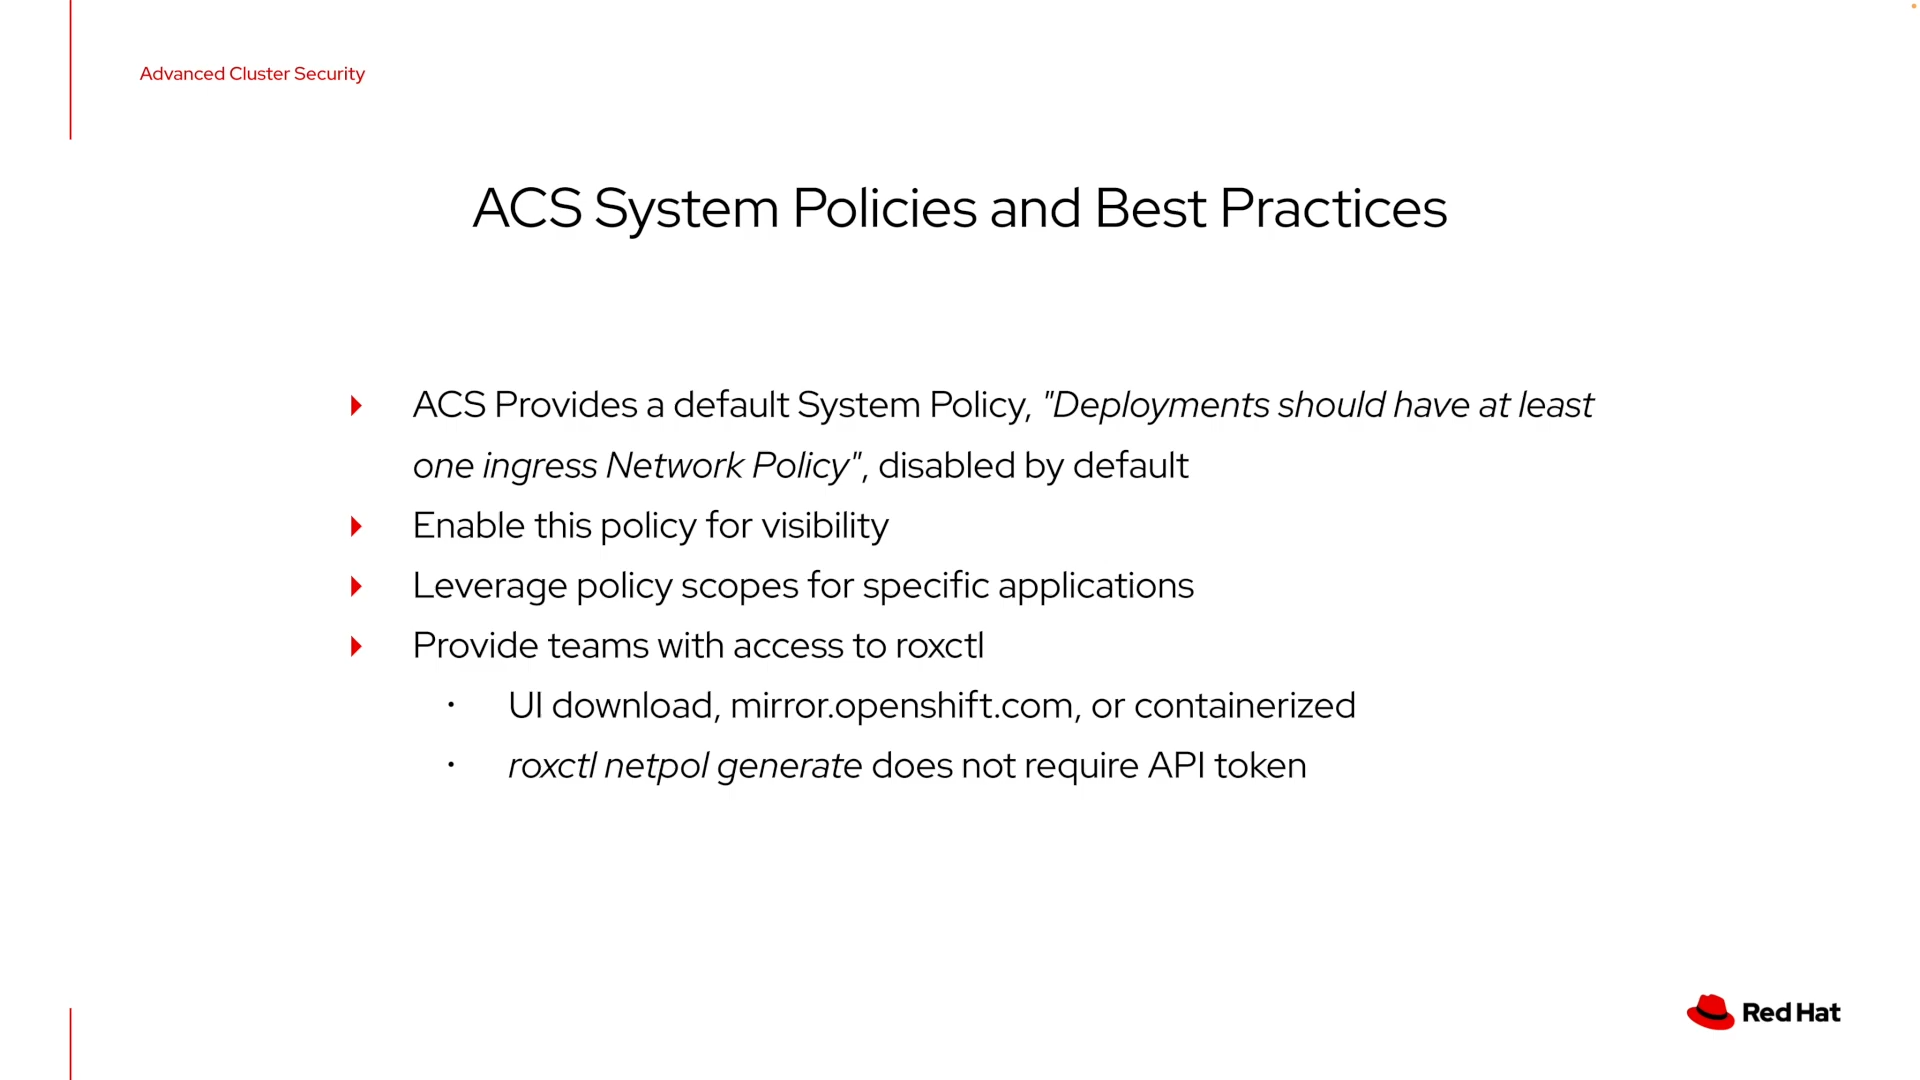 Advanced Cluster Security
ACS System Policies and Best Practices
ACS Provides a default System Policy, "Deployments should have at least
one ingress Network Policy", disabled by default
Enable this policy for visibility
Leverage policy scopes for specific applications
Provide teams with access to roxctl
UI download, mirror.openshift.com, or containerized
roxctl netpol generate does not require API token
Red Hat